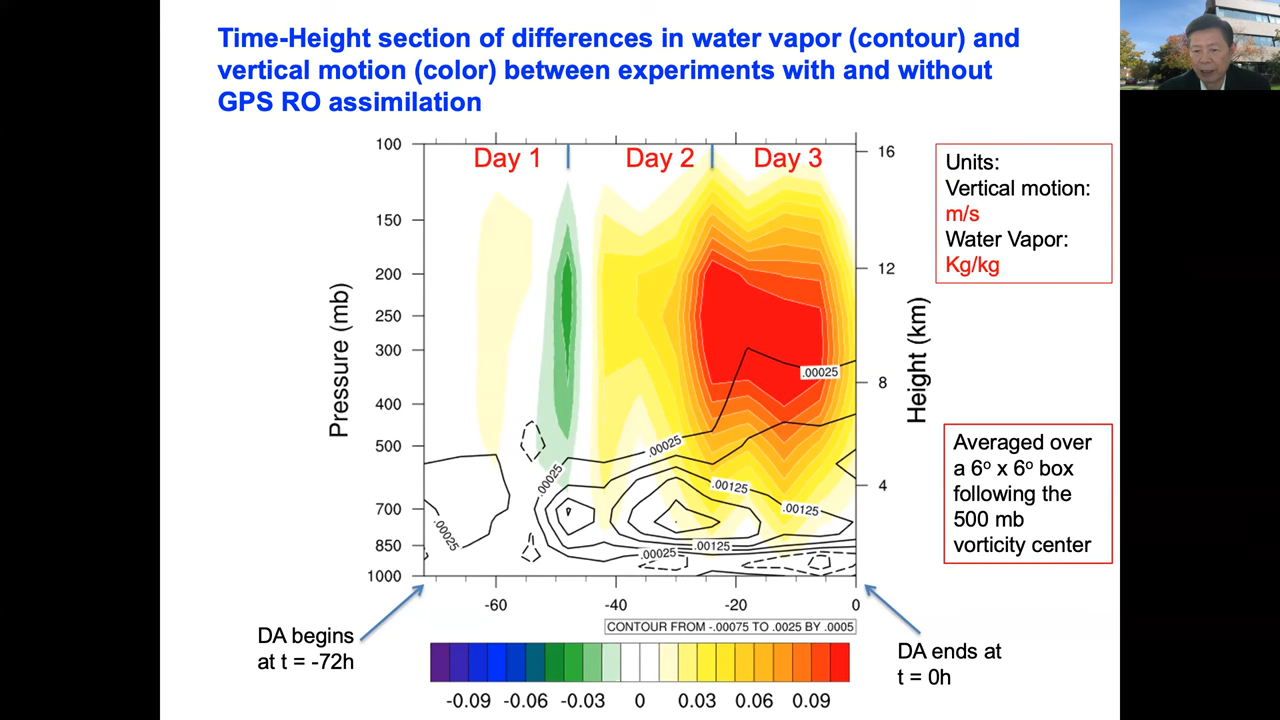 Time-Height section of differences in water vapor (contour) and
vertical motion (color) between experiments with and without
GPS RO assimilation
Day 1
Day 2
Day 3
Pressure (mb)
100
150
200
250
300
400
500
700
850
1000
16
12
8
4
Height (km)
.00025
.00025
.00025
.00025
.00125
.00125
.00125
.00025
-60
-40
-20
0
CONTOUR FROM -.00075 TO .0025 BY .0005
-0.09
-0.06
-0.03
0
0.03
0.06
0.09
DA begins
at t = -72h
DA ends at
t = 0h
Units:
Vertical motion:
m/s
Water Vapor:
Kg/kg
Averaged over
a 6º x 6º box
following the
500 mb
vorticity center